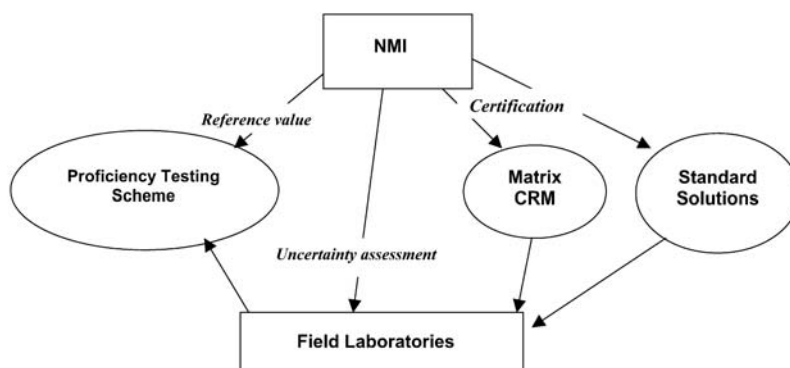 NMI
Reference value
Certification
Proficiency Testing
Scheme
Matrix
CRM
Standard
Solutions
Uncertainty assessment
Field Laboratories